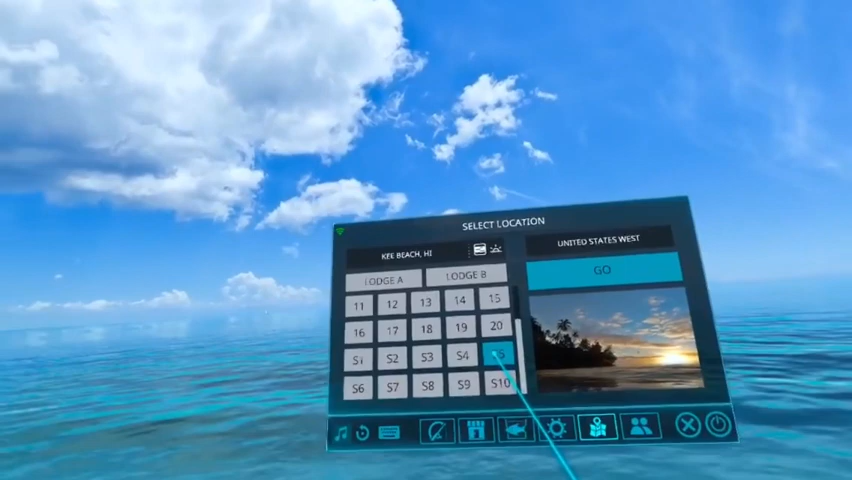 SELECT LOCATION
KEE BEACH, HI
UNITED STATES WEST
LODGE A
LODGE B
GO
11 12 13 14 15
16 17 18 19 20
S1 S2 S3 S4
S6 S7 S8 S9 S10